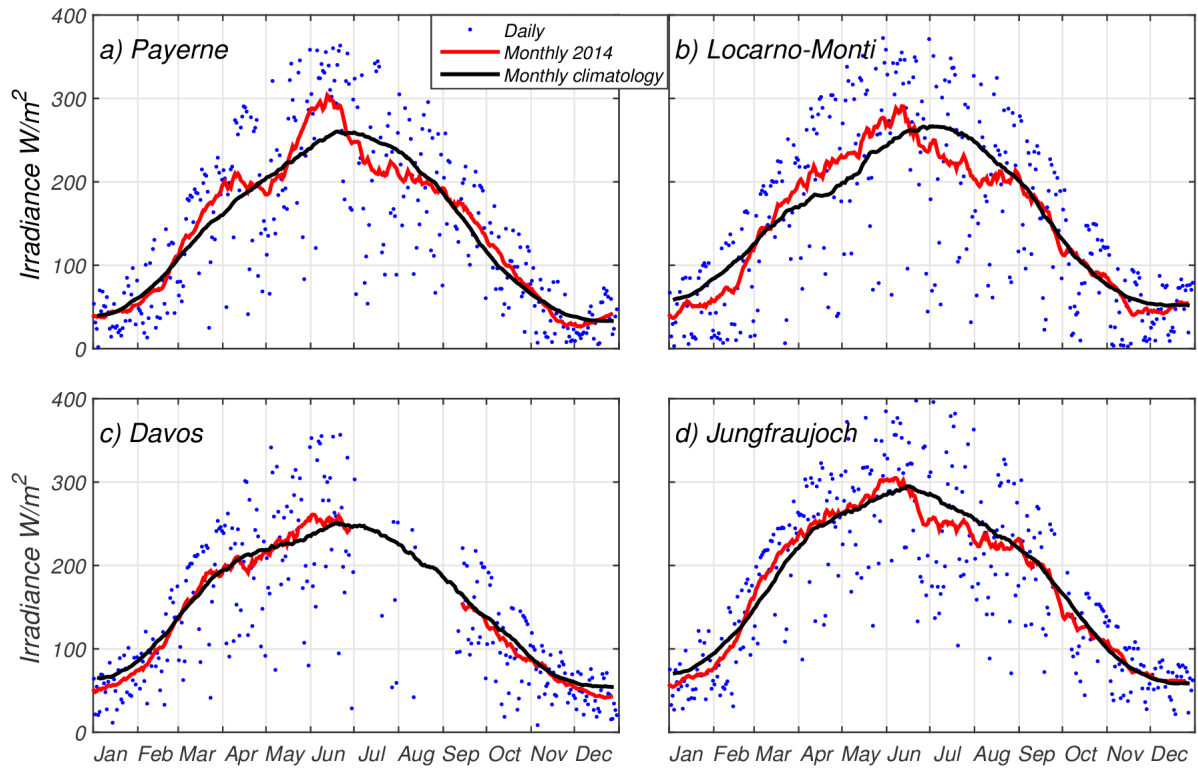 400
300
200
100
0
Irradiance W/m²
a) Payerne
Daily
Monthly 2014
Monthly climatology
b) Locarno-Monti
400
300
200
100
0
Irradiance W/m²
c) Davos
d) Jungfraujoch
Jan Feb Mar Apr May Jun Jul Aug Sep Oct Nov Dec
Jan Feb Mar Apr May Jun Jul Aug Sep Oct Nov Dec